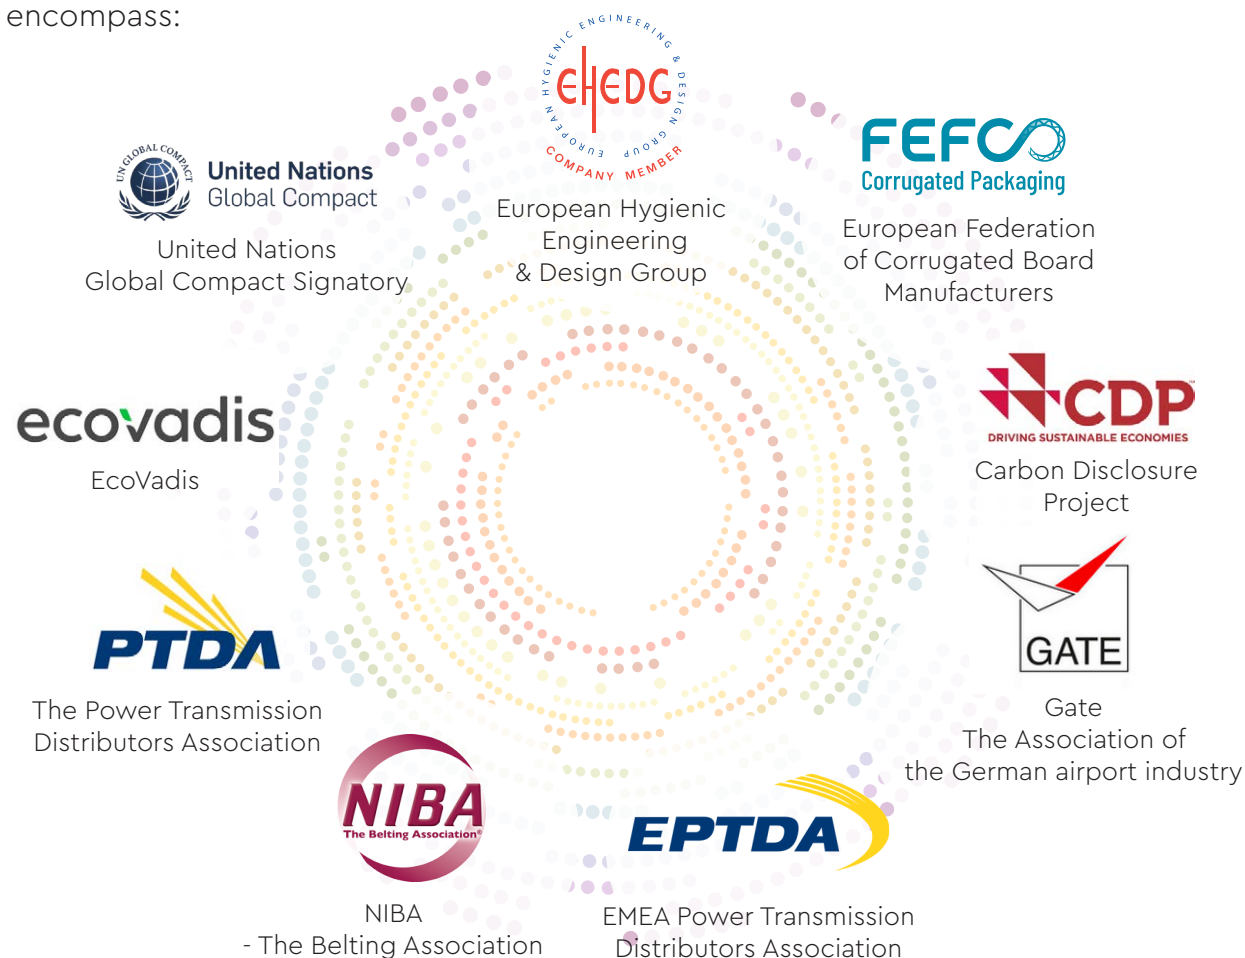 encompass:
EUROPEAN HYGIENIC ENGINEERING & DESIGN GROUP
EHEDG
COMPANY MEMBER
European Hygienic
Engineering
& Design Group
FEFCO
Corrugated Packaging
European Federation
of Corrugated Board
Manufacturers
UN GLOBAL COMPACT
United Nations
Global Compact
United Nations
Global Compact Signatory
ecovadis
EcoVadis
CDP
DRIVING SUSTAINABLE ECONOMIES
Carbon Disclosure
Project
PTDA
The Power Transmission
Distributors Association
GATE
Gate
The Association of
the German airport industry
NIBA
The Belting Association®
NIBA
- The Belting Association
EPTDA
EMEA Power Transmission
Distributors Association